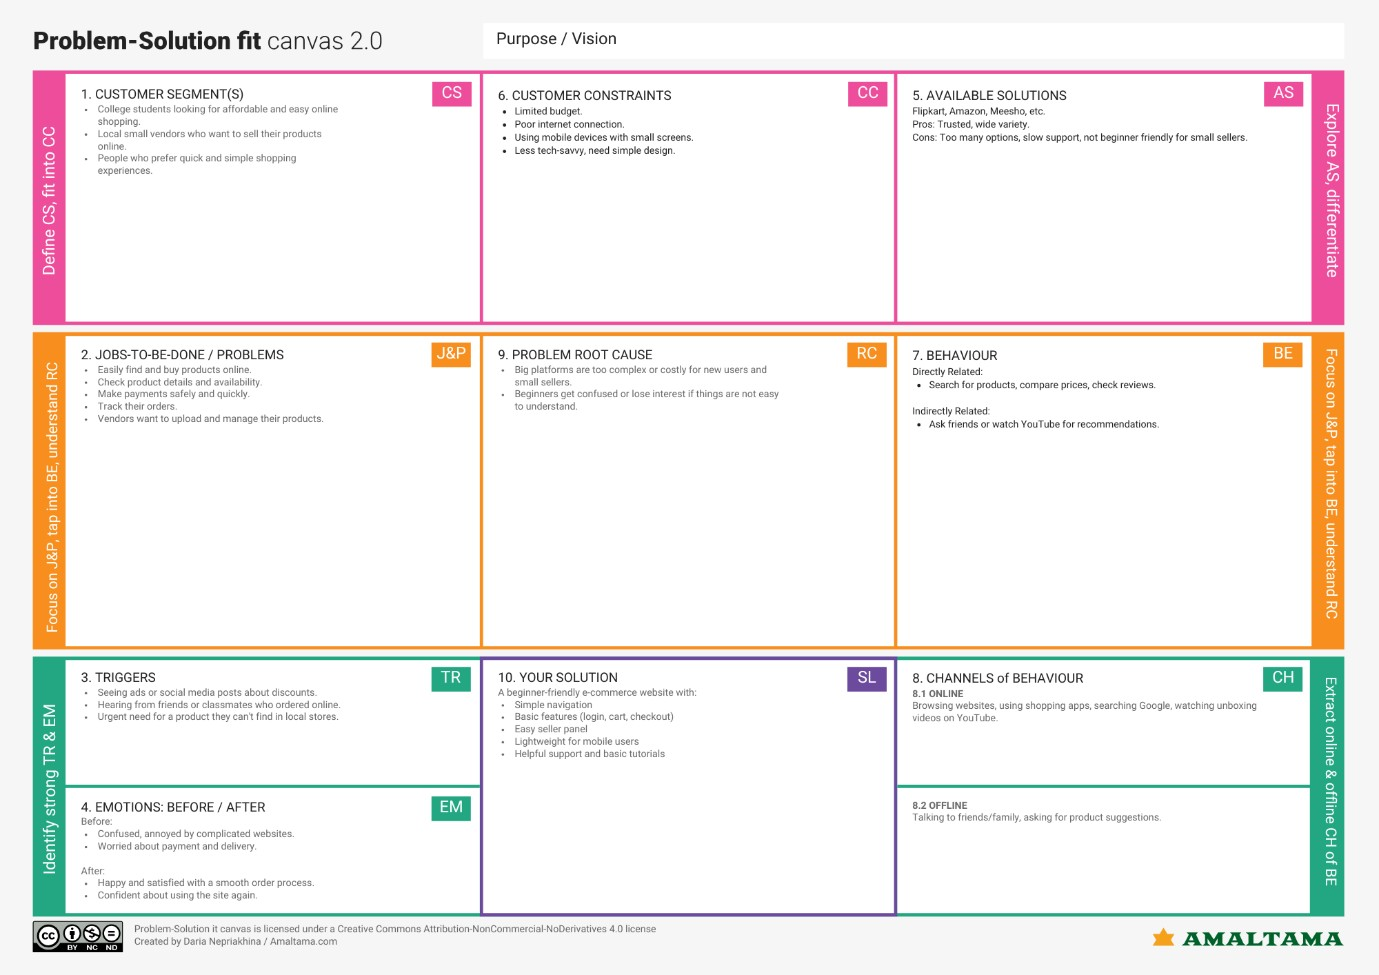 Problem-Solution fit canvas 2.0
Purpose / Vision
Define CS, fit into CC
1. CUSTOMER SEGMENT(S)
CS
College students looking for affordable and easy online
shopping.
Local small vendors who want to sell their products
online.
People who prefer quick and simple shopping
experiences.
6. CUSTOMER CONSTRAINTS
CC
Limited budget.
Poor internet connection.
Using mobile devices with small screens.
Less tech-savvy, need simple design.
5. AVAILABLE SOLUTIONS
AS
Flipkart, Amazon, Meesho, etc.
Pros: Trusted, wide variety.
Cons: Too many options, slow support, not beginner friendly for small sellers.
Explore AS, differentiate
Focus on J&P, tap into BE, understand RC
2. JOBS-TO-BE-DONE / PROBLEMS
J&P
Easily find and buy products online.
Check product details and availability.
Make payments safely and quickly.
Track their orders.
Vendors want to upload and manage their products.
9. PROBLEM ROOT CAUSE
RC
Big platforms are too complex or costly for new users and
small sellers.
Beginners get confused or lose interest if things are not easy
to understand.
7. BEHAVIOUR
BE
Directly Related:
Search for products, compare prices, check reviews.
Indirectly Related:
Ask friends or watch YouTube for recommendations.
Focus on J&P, tap into BE, understand RC
Identify strong TR & EM
3. TRIGGERS
TR
Seeing ads or social media posts about discounts.
Hearing from friends or classmates who ordered online.
Urgent need for a product they can't find in local stores.
4. EMOTIONS: BEFORE / AFTER
EM
Before:
Confused, annoyed by complicated websites.
Worried about payment and delivery.
After:
Happy and satisfied with a smooth order process.
Confident about using the site again.
10. YOUR SOLUTION
SL
A beginner-friendly e-commerce website with:
Simple navigation
Basic features (login, cart, checkout)
Easy seller panel
Lightweight for mobile users
Helpful support and basic tutorials
8. CHANNELS of BEHAVIOUR
CH
8.1 ONLINE
Browsing websites, using shopping apps, searching Google, watching unboxing
videos on YouTube.
8.2 OFFLINE
Talking to friends/family, asking for product suggestions.
Extract online & offline CH of BE
cc
BY NC ND
Problem-Solution it canvas is licensed under a Creative Commons Attribution-NonCommercial-NoDerivatives 4.0 license
Created by Daria Nepriakhina / Amaltama.com
AMALTAMA